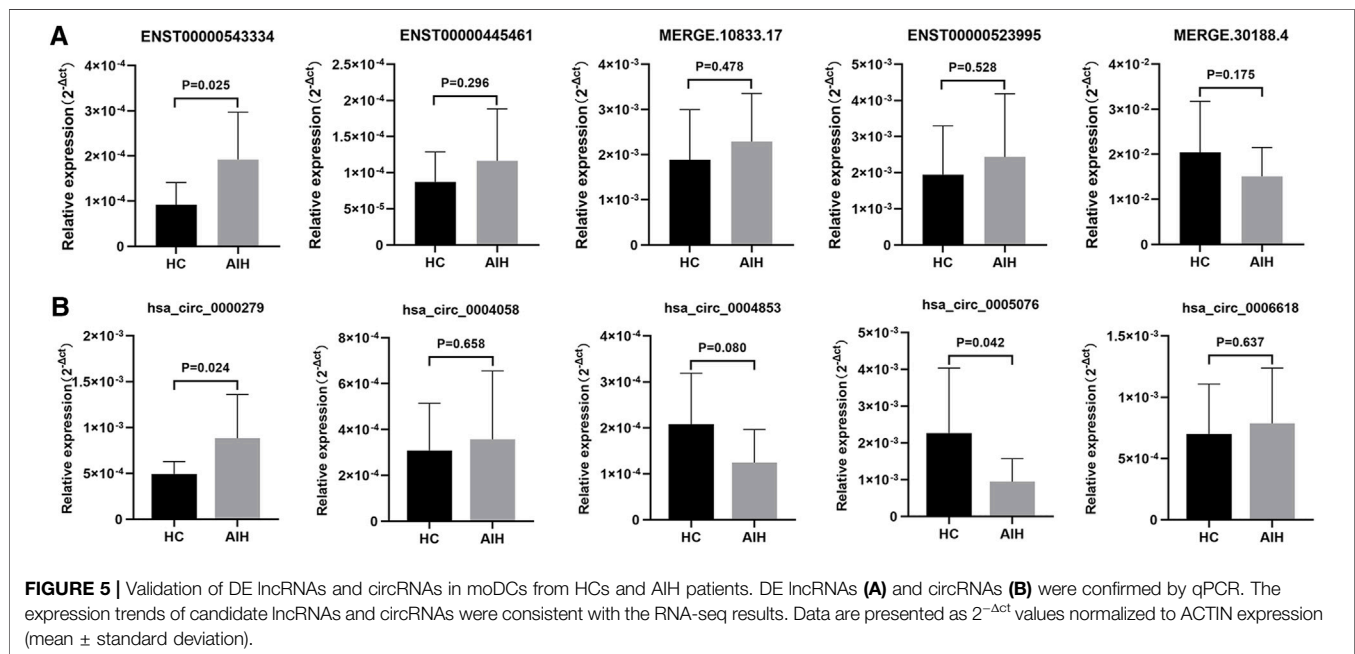 A
ENST00000543334
Relative expression (2^-Δct)
4×10^-4
3×10^-4
2×10^-4
1×10^-4
0
P=0.025
HC AIH
ENST00000445461
Relative expression (2^-Δct)
2.5×10^-4
2×10^-4
1.5×10^-4
1×10^-4
5×10^-5
0
P=0.296
HC AIH
MERGE.10833.17
Relative expression (2^-Δct)
4×10^-3
3×10^-3
2×10^-3
1×10^-3
0
P=0.478
HC AIH
ENST00000523995
Relative expression (2^-Δct)
5×10^-3
4×10^-3
3×10^-3
2×10^-3
1×10^-3
0
P=0.528
HC AIH
MERGE.30188.4
Relative expression (2^-Δct)
4×10^-2
3×10^-2
2×10^-2
1×10^-2
0
P=0.175
HC AIH
B
hsa_circ_0000279
Relative expression (2^-Δct)
2×10^-3
1.5×10^-3
1×10^-3
5×10^-4
0
P=0.024
HC AIH
hsa_circ_0004058
Relative expression (2^-Δct)
8×10^-4
6×10^-4
4×10^-4
2×10^-4
0
P=0.658
HC AIH
hsa_circ_0004853
Relative expression (2^-Δct)
4×10^-4
3×10^-4
2×10^-4
1×10^-4
0
P=0.080
HC AIH
hsa_circ_0005076
Relative expression (2^-Δct)
5×10^-3
4×10^-3
3×10^-3
2×10^-3
1×10^-3
0
P=0.042
HC AIH
hsa_circ_0006618
Relative expression (2^-Δct)
1.5×10^-3
1×10^-3
5×10^-4
0
P=0.637
HC AIH
FIGURE 5 | Validation of DE lncRNAs and circRNAs in moDCs from HCs and AIH patients. DE lncRNAs (A) and circRNAs (B) were confirmed by qPCR. The
expression trends of candidate lncRNAs and circRNAs were consistent with the RNA-seq results. Data are presented as 2^−Δct values normalized to ACTIN expression
(mean ± standard deviation).